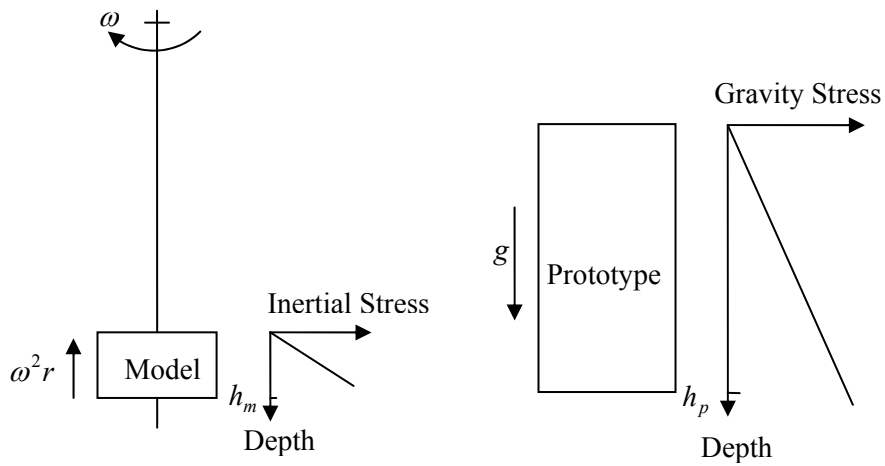 ω
Gravity Stress
g
Prototype
Inertial Stress
ω²r
Model
h_m
h_p
Depth
Depth